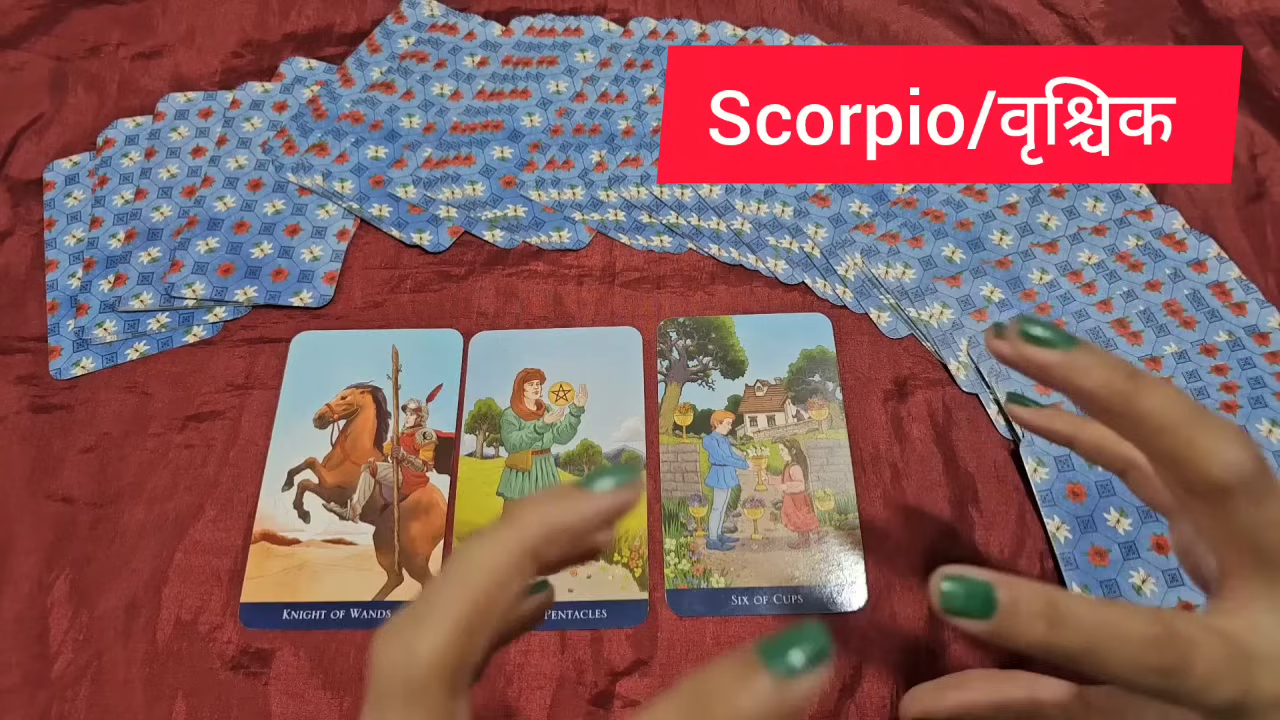 Scorpio/वृश्चिक
KNIGHT OF WANDS
PENTACLES
SIX OF CUPS